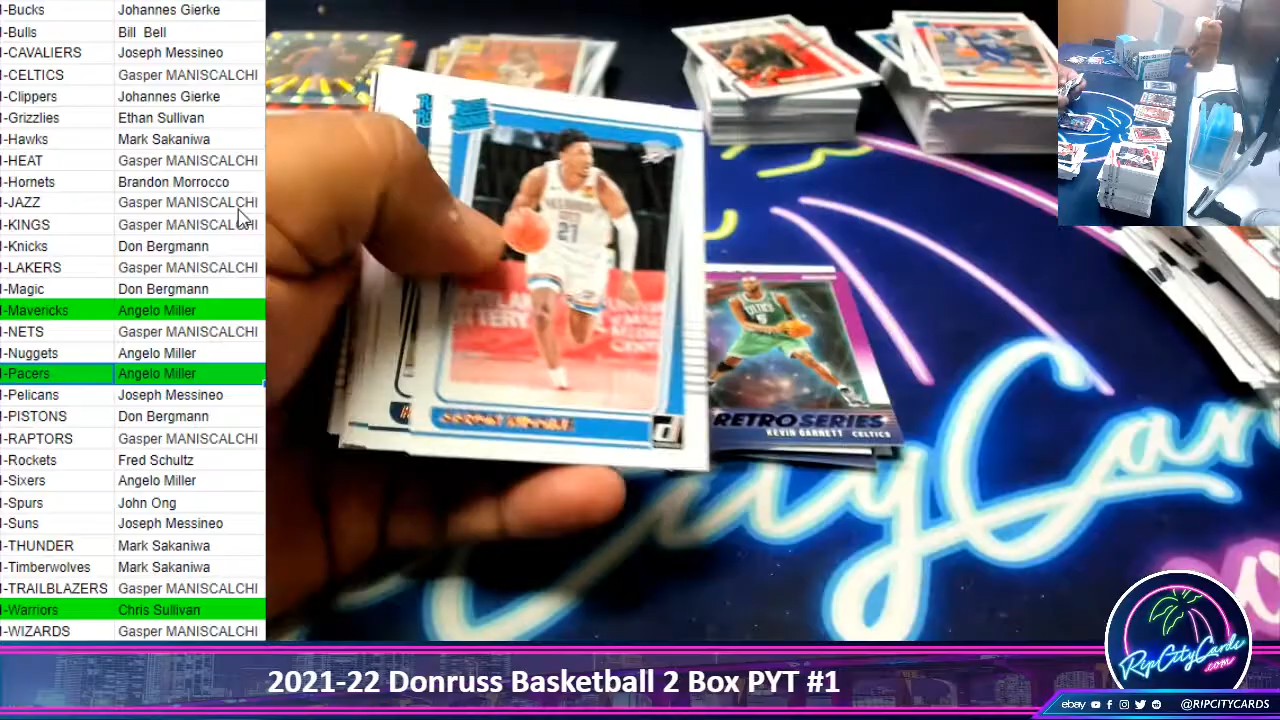 -Bucks Johannes Gierke
-Bulls Bill Bell
-CAVALIERS Joseph Messineo
-CELTICS Gasper MANISCALCHI
-Clippers Johannes Gierke
-Grizzlies Ethan Sullivan
-Hawks Mark Sakaniwa
-HEAT Gasper MANISCALCHI
-Hornets Brandon Morrocco
-JAZZ Gasper MANISCALCHI
-KINGS Gasper MANISCALCHI
-Knicks Don Bergmann
-LAKERS Gasper MANISCALCHI
-Magic Don Bergmann
-Mavericks Angelo Miller
-NETS Gasper MANISCALCHI
-Nuggets Angelo Miller
-Pacers Angelo Miller
-Pelicans Joseph Messineo
-PISTONS Don Bergmann
-RAPTORS Gasper MANISCALCHI
-Rockets Fred Schultz
-Sixers Angelo Miller
-Spurs John Ong
-Suns Joseph Messineo
-THUNDER Mark Sakaniwa
-Timberwolves Mark Sakaniwa
-TRAILBLAZERS Gasper MANISCALCHI
-Warriors Chris Sullivan
-WIZARDS Gasper MANISCALCHI
CELTICS
RETRO SERIES
KEVIN GARNETT CELTICS
RipCityCards
.com
2021-22 Donruss Basketball 2 Box PYT #1
ebay @RIPCITYCARDS